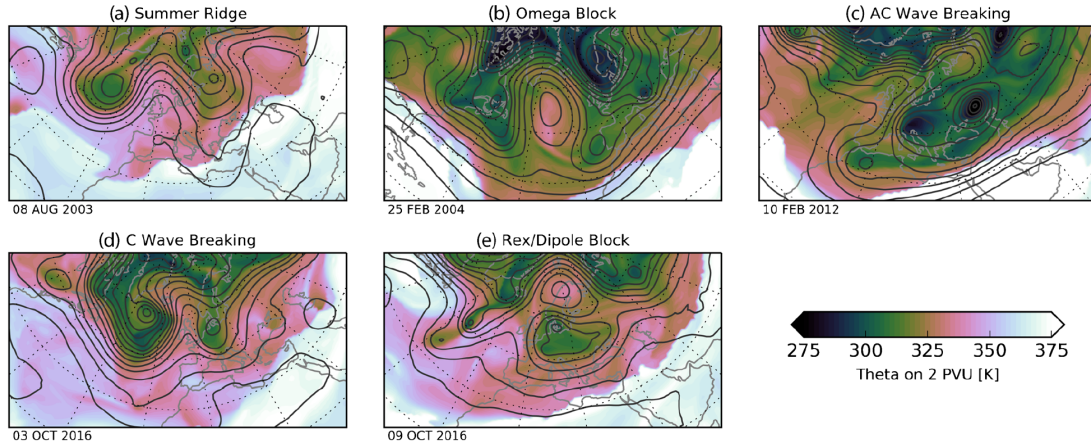 (a) Summer Ridge
(b) Omega Block
(c) AC Wave Breaking
08 AUG 2003
25 FEB 2004
10 FEB 2012
(d) C Wave Breaking
(e) Rex/Dipole Block
275 300 325 350 375
Theta on 2 PVU [K]
03 OCT 2016
09 OCT 2016